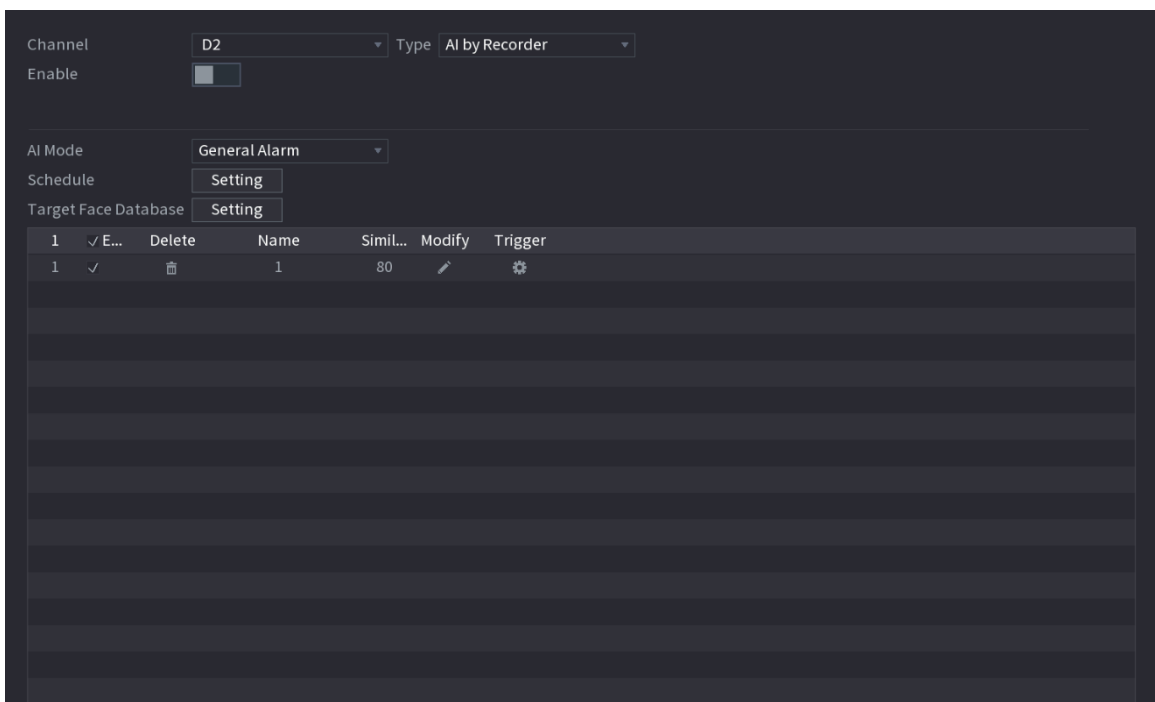 Channel D2 Type AI by Recorder
Enable
AI Mode General Alarm
Schedule Setting
Target Face Database Setting
1 E... Delete Name Simil... Modify Trigger
1 1 80